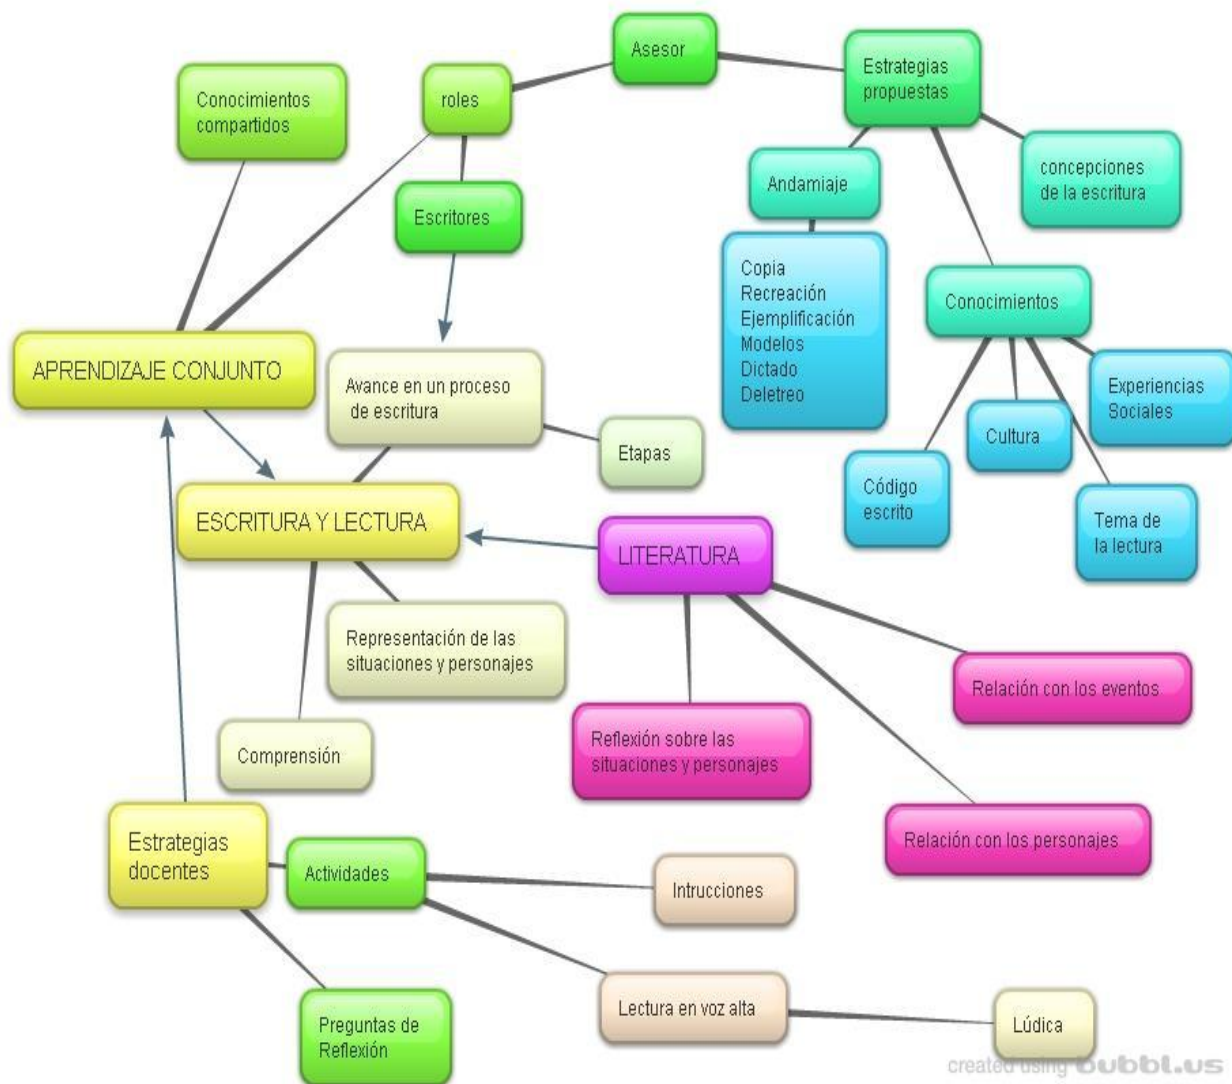 Asesor
Estrategias
propuestas
Conocimientos
compartidos
roles
concepciones
de la escritura
Andamiaje
Escritores
Copia
Recreación
Ejemplificación
Modelos
Dictado
Deletreo
Conocimientos
APRENDIZAJE CONJUNTO
Avance en un proceso
de escritura
Experiencias
Sociales
Cultura
Etapas
Código
escrito
Tema de
la lectura
ESCRITURA Y LECTURA
LITERATURA
Representación de las
situaciones y personajes
Relación con los eventos
Comprensión
Reflexión sobre las
situaciones y personajes
Relación con los personajes
Estrategias
docentes
Actividades
Intrucciones
Lectura en voz alta
Lúdica
Preguntas de
Reflexión
created using bubbl.us